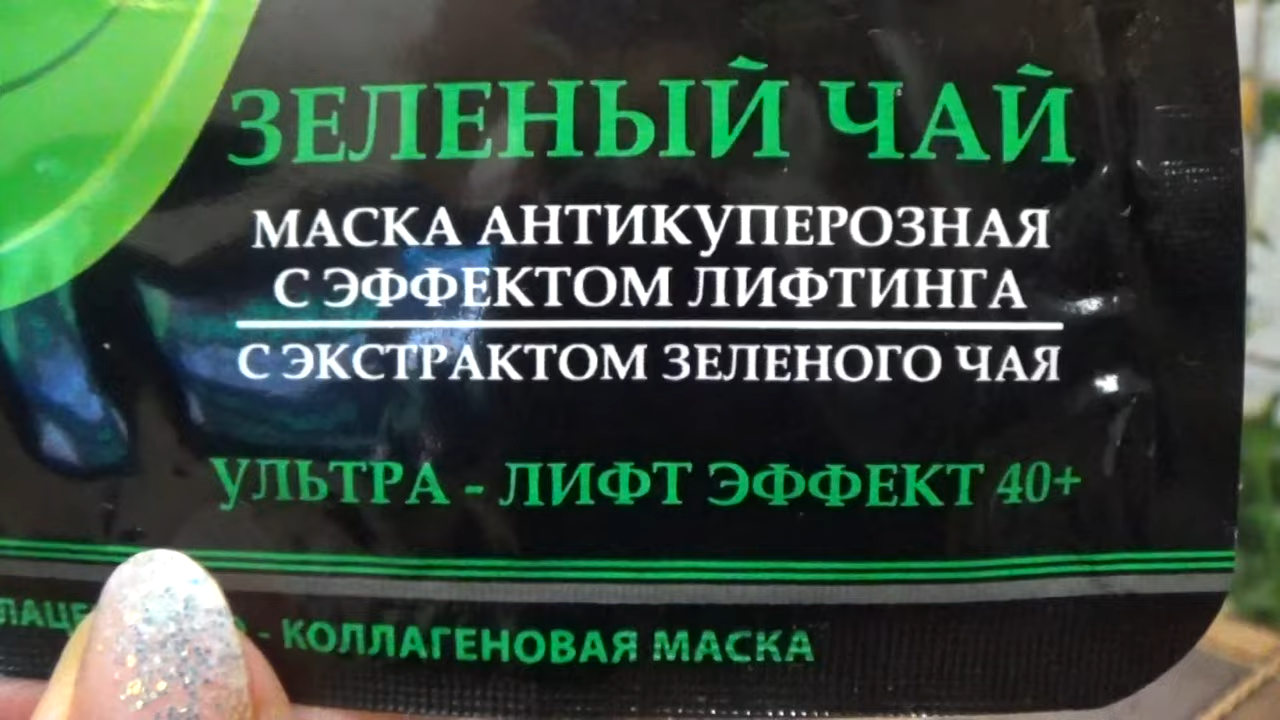 ЗЕЛЕНЫЙ ЧАЙ
МАСКА АНТИКУПЕРОЗНАЯ
С ЭФФЕКТОМ ЛИФТИНГА
С ЭКСТРАКТОМ ЗЕЛЕНОГО ЧАЯ
УЛЬТРА - ЛИФТ ЭФФЕКТ 40+
- КОЛЛАГЕНОВАЯ МАСКА